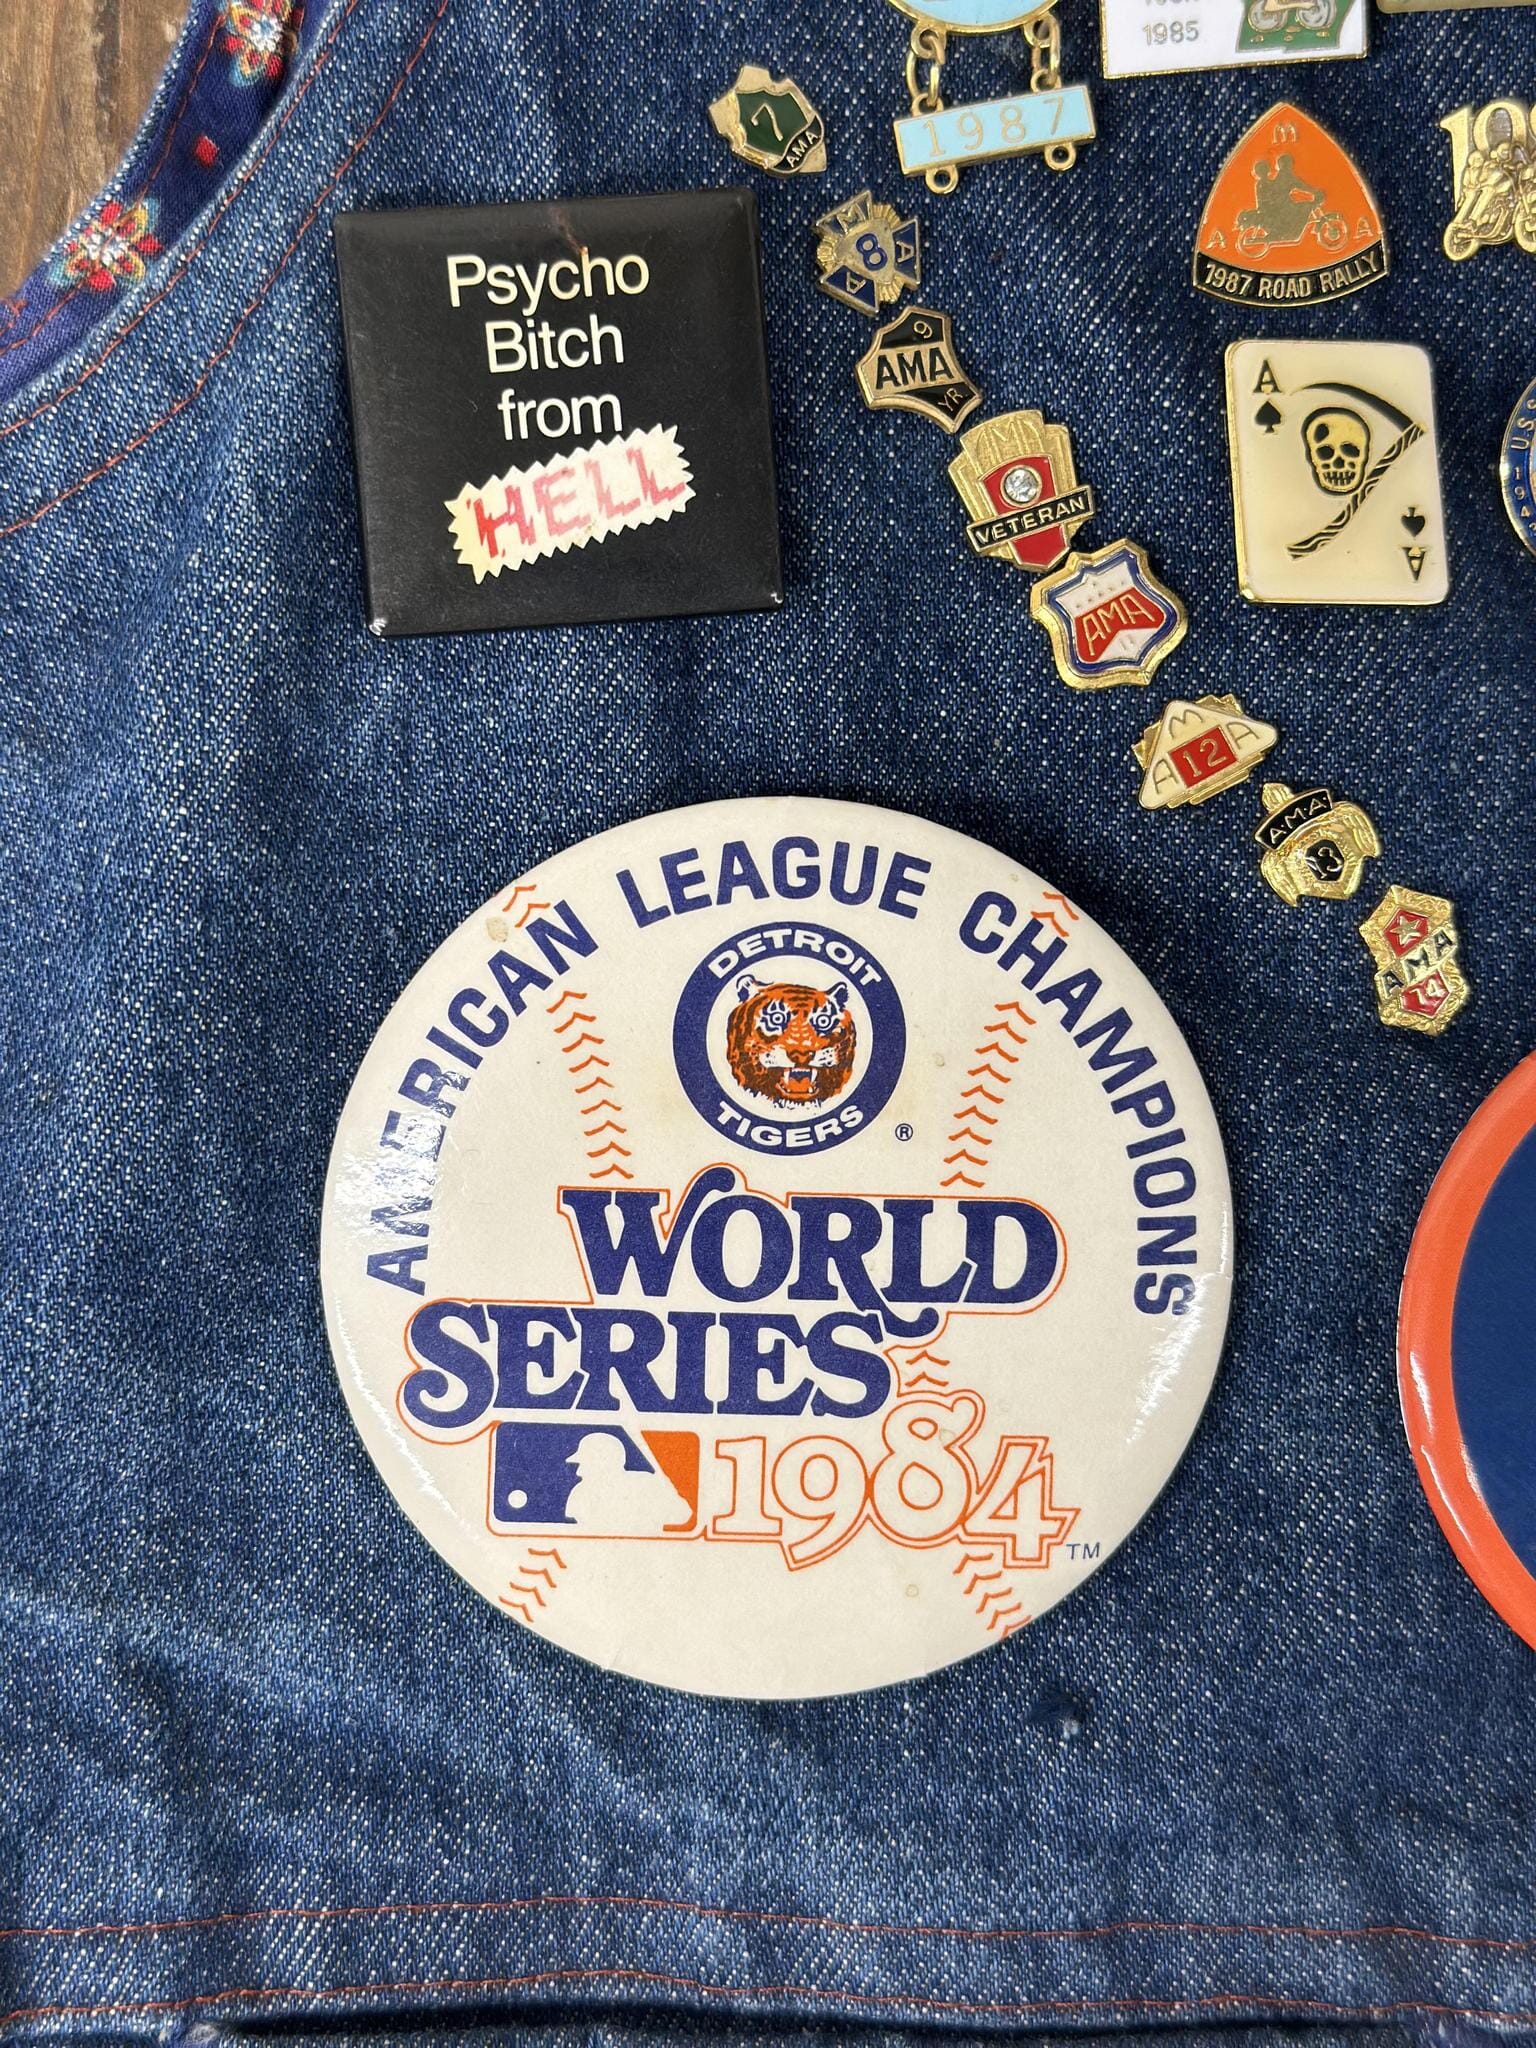 1985
7
AMA
1987
M
A A
1987 ROAD RALLY
M
A 8 A
A
9
AMA
YR
Psycho
Bitch
from
HELL
A
A
AMA
VETERAN
AMA
M
A 12 A
A.M.A.
13
AMA
14
AMERICAN LEAGUE CHAMPIONS
DETROIT
TIGERS
®
WORLD
SERIES
1984
TM